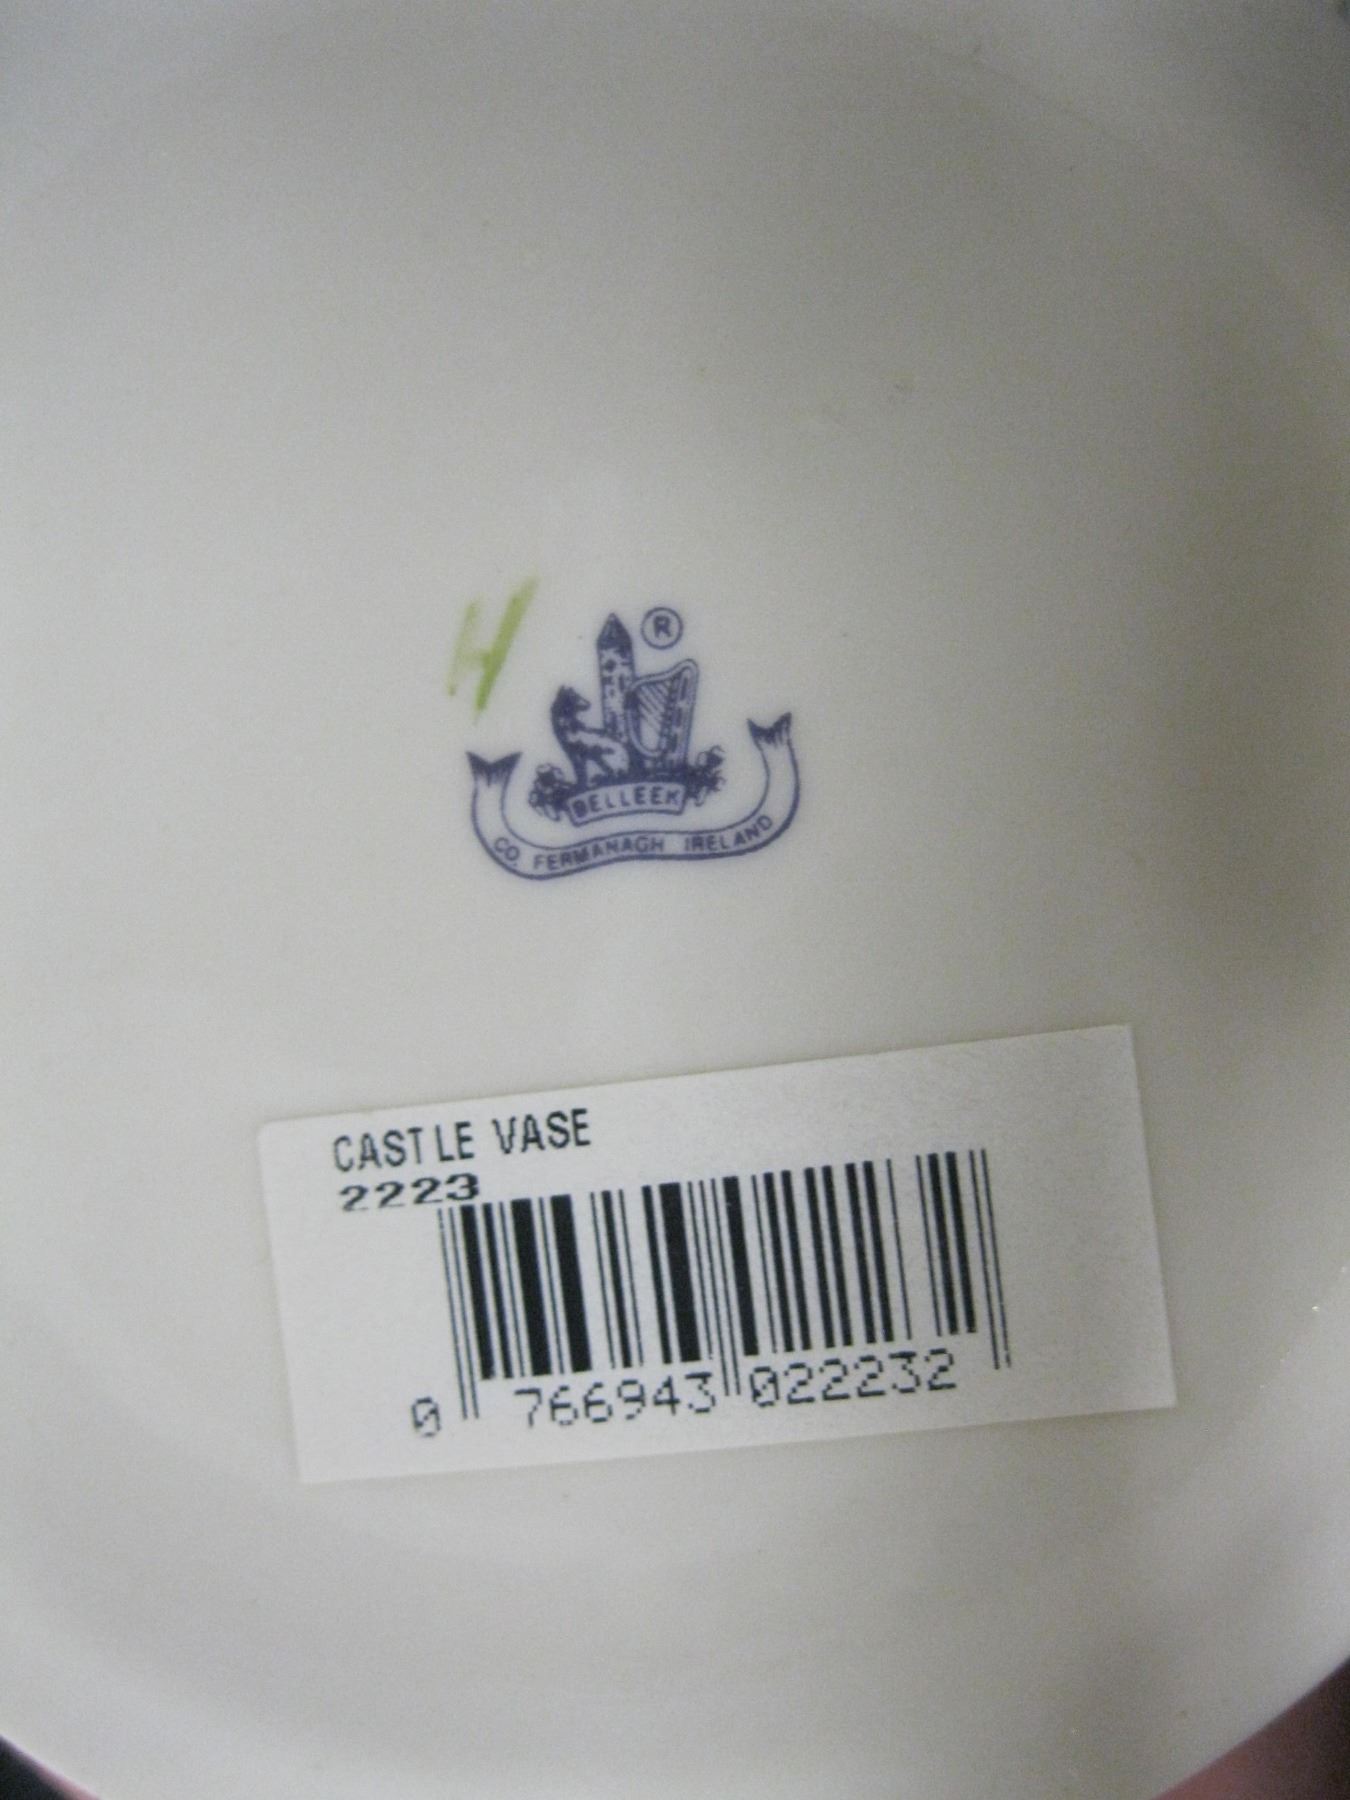 H
®
BELLEEK
CO. FERMANAGH IRELAND
CASTLE VASE
2223
0 766943 022232